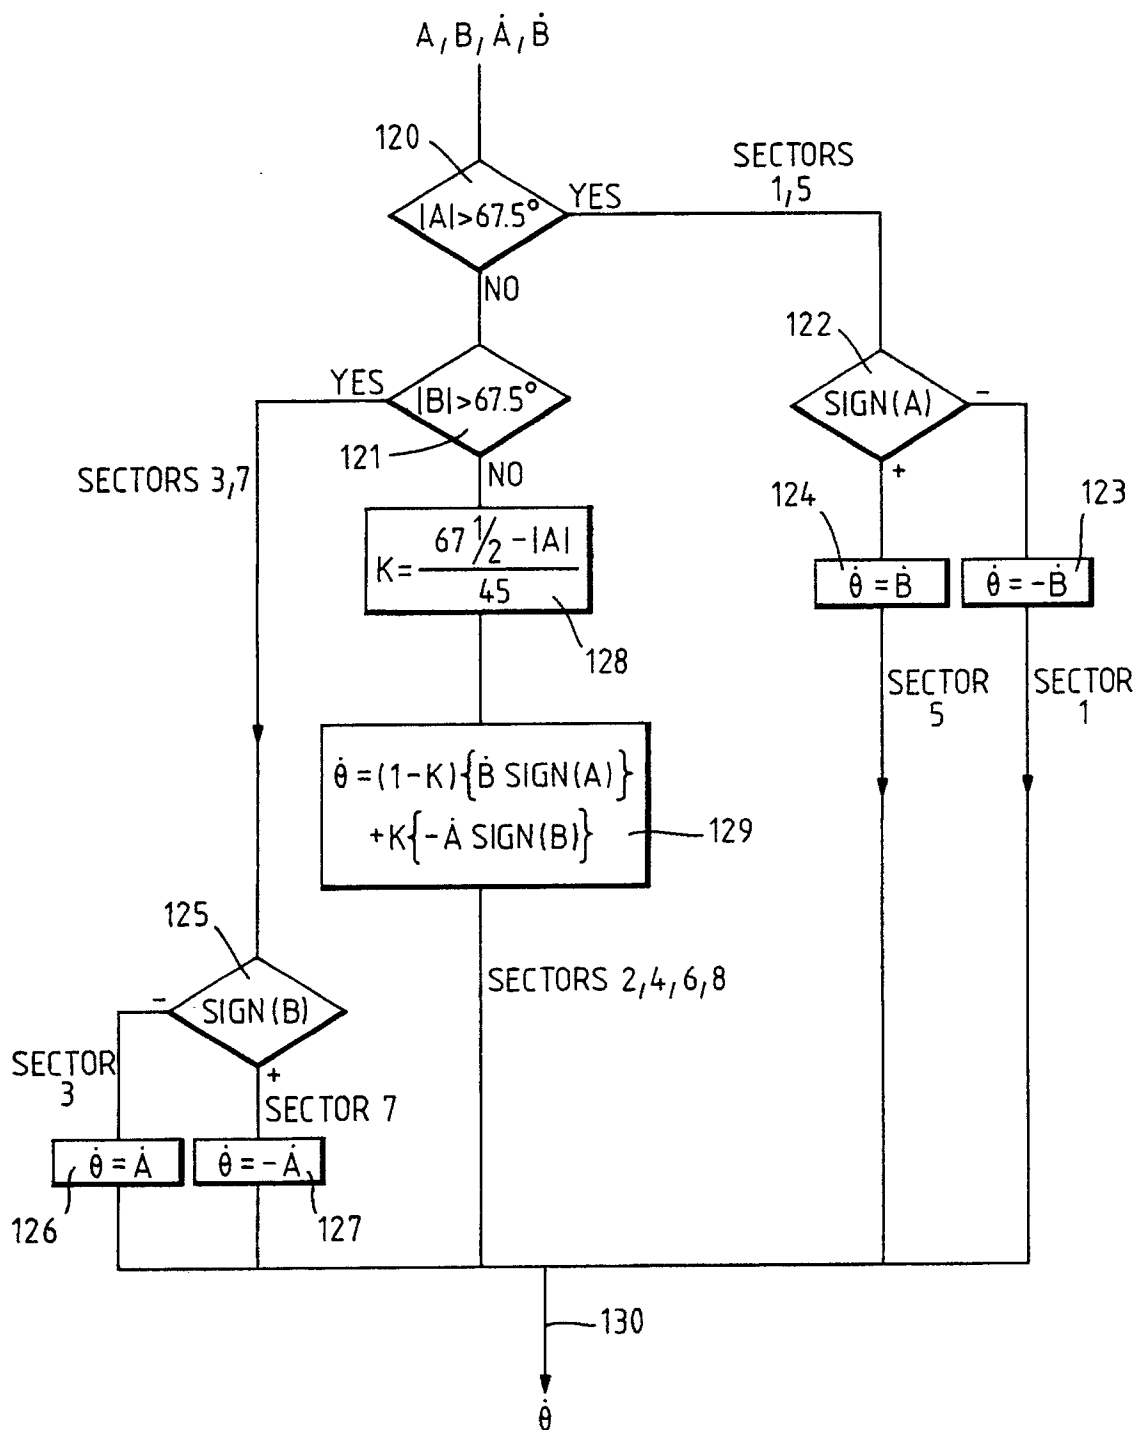 A, B, Ȧ, Ḃ
120
|A|>67.5°
YES
SECTORS
1,5
NO
122
SIGN(A)
-
+
YES
|B|>67.5°
121
NO
SECTORS 3,7
124
123
K = (67 1/2 - |A|) / 45
128
θ̇ = Ḃ
θ̇ = -Ḃ
SECTOR
5
SECTOR
1
θ̇ = (1-K){Ḃ SIGN(A)}
+K{-Ȧ SIGN(B)}
129
125
SIGN(B)
-
+
SECTORS 2,4,6,8
SECTOR
3
SECTOR 7
θ̇ = Ȧ
θ̇ = -Ȧ
126
127
130
θ̇